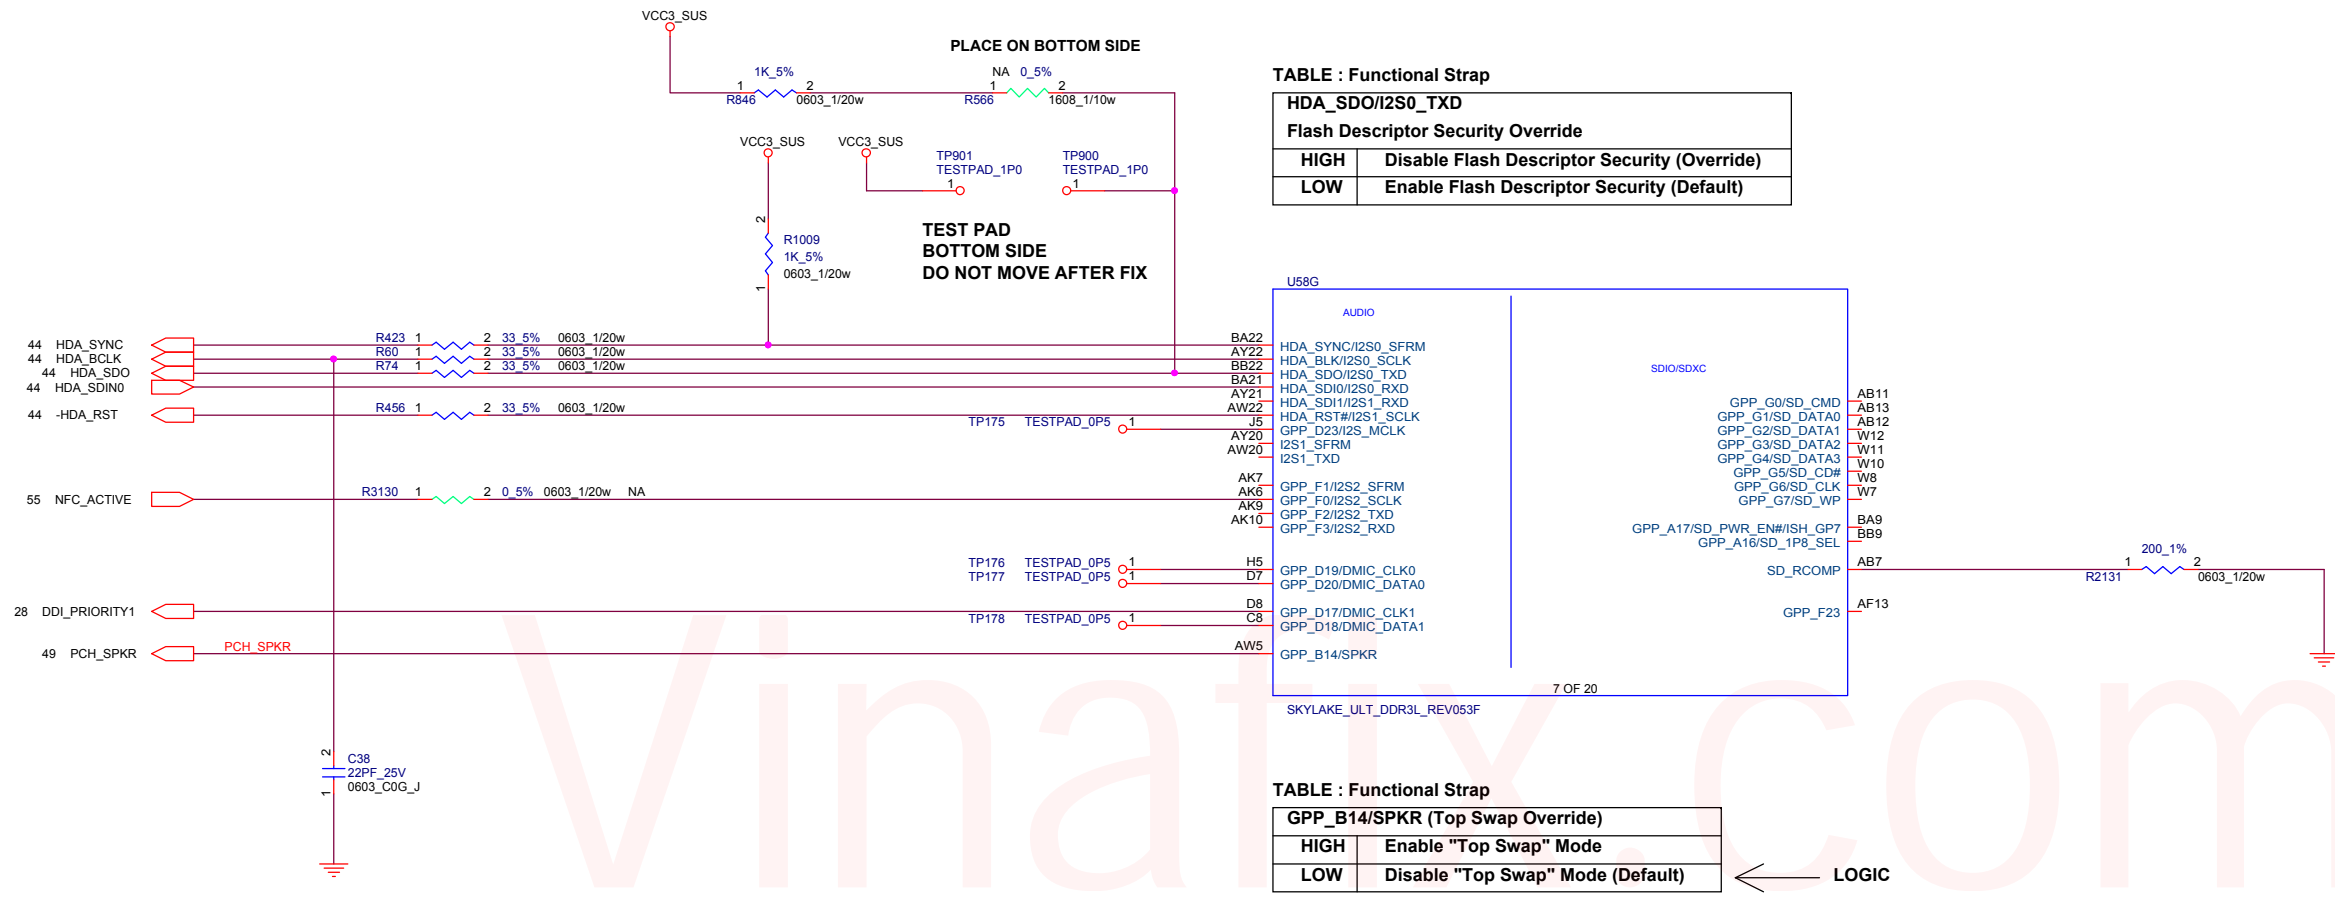 VCC3_SUS
PLACE ON BOTTOM SIDE
1K_5%
NA 0_5%
1 2
1 2
R846 0603_1/20w
R566 1608_1/10w
TABLE : Functional Strap
HDA_SDO/I2S0_TXD
Flash Descriptor Security Override
HIGH Disable Flash Descriptor Security (Override)
LOW Enable Flash Descriptor Security (Default)
VCC3_SUS
VCC3_SUS
TP901
TESTPAD_1P0
1
TP900
TESTPAD_1P0
1
2
R1009
1K_5%
0603_1/20w
1
TEST PAD
BOTTOM SIDE
DO NOT MOVE AFTER FIX
44 HDA_SYNC
44 HDA_BCLK
44 HDA_SDO
44 HDA_SDIN0
44 -HDA_RST
R423 1 2 33_5% 0603_1/20w
R60 1 2 33_5% 0603_1/20w
R74 1 2 33_5% 0603_1/20w
R456 1 2 33_5% 0603_1/20w
TP175 TESTPAD_0P5 1
55 NFC_ACTIVE
R3130 1 2 0_5% 0603_1/20w NA
TP176 TESTPAD_0P5 1
TP177 TESTPAD_0P5 1
28 DDI_PRIORITY1
TP178 TESTPAD_0P5 1
49 PCH_SPKR
PCH_SPKR
U58G
AUDIO
BA22 HDA_SYNC/I2S0_SFRM
AY22 HDA_BLK/I2S0_SCLK
BB22 HDA_SDO/I2S0_TXD
BA21 HDA_SDI0/I2S0_RXD
AY21 HDA_SDI1/I2S1_RXD
AW22 HDA_RST#/I2S1_SCLK
J5 GPP_D23/I2S_MCLK
AY20 I2S1_SFRM
AW20 I2S1_TXD
AK7 GPP_F1/I2S2_SFRM
AK6 GPP_F0/I2S2_SCLK
AK9 GPP_F2/I2S2_TXD
AK10 GPP_F3/I2S2_RXD
H5 GPP_D19/DMIC_CLK0
D7 GPP_D20/DMIC_DATA0
D8 GPP_D17/DMIC_CLK1
C8 GPP_D18/DMIC_DATA1
AW5 GPP_B14/SPKR
SDIO/SDXC
GPP_G0/SD_CMD AB11
GPP_G1/SD_DATA0 AB13
GPP_G2/SD_DATA1 AB12
GPP_G3/SD_DATA2 W12
GPP_G4/SD_DATA3 W11
GPP_G5/SD_CD# W10
GPP_G6/SD_CLK W8
GPP_G7/SD_WP W7
GPP_A17/SD_PWR_EN#/ISH_GP7 BA9
GPP_A16/SD_1P8_SEL BB9
SD_RCOMP AB7
GPP_F23 AF13
200_1%
1 2
R2131 0603_1/20w
7 OF 20
SKYLAKE_ULT_DDR3L_REV053F
2
C38
22PF_25V
0603_C0G_J
1
TABLE : Functional Strap
GPP_B14/SPKR (Top Swap Override)
HIGH Enable "Top Swap" Mode
LOW Disable "Top Swap" Mode (Default)
LOGIC
Vinafix.com